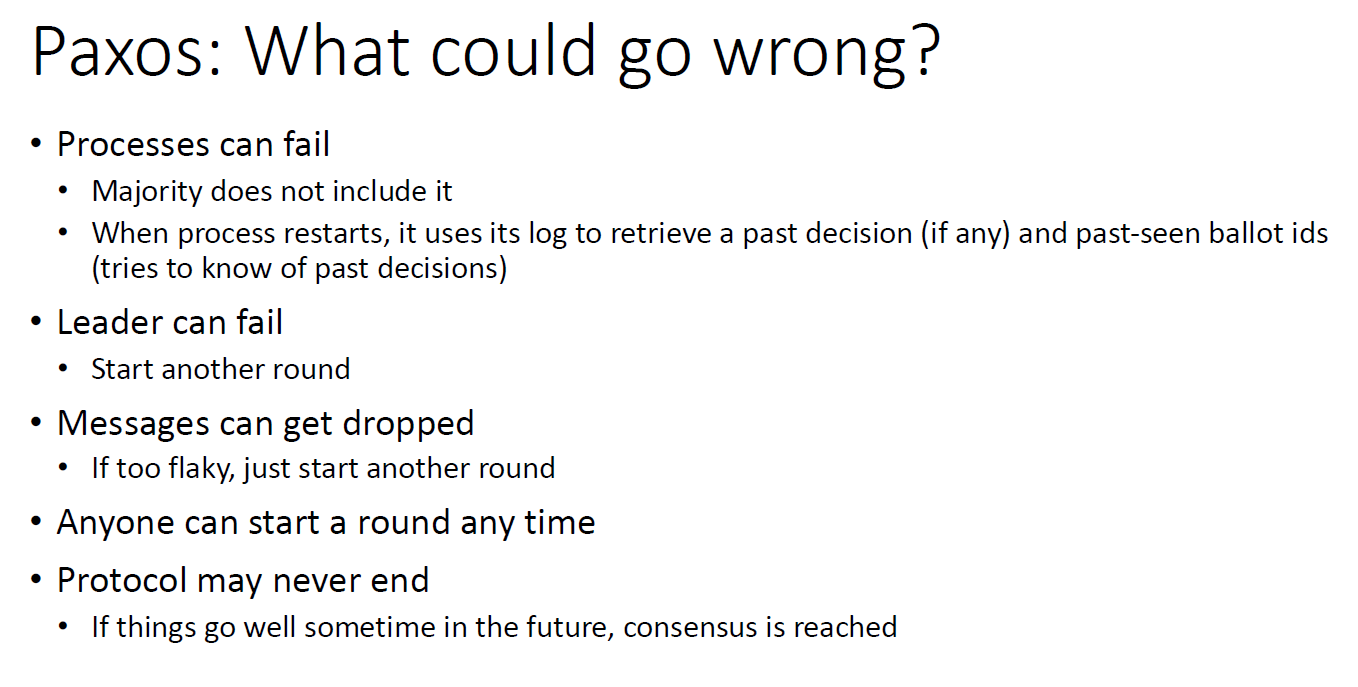 Paxos: What could go wrong?
• Processes can fail
• Majority does not include it
• When process restarts, it uses its log to retrieve a past decision (if any) and past-seen ballot ids
(tries to know of past decisions)
• Leader can fail
• Start another round
• Messages can get dropped
• If too flaky, just start another round
• Anyone can start a round any time
• Protocol may never end
• If things go well sometime in the future, consensus is reached